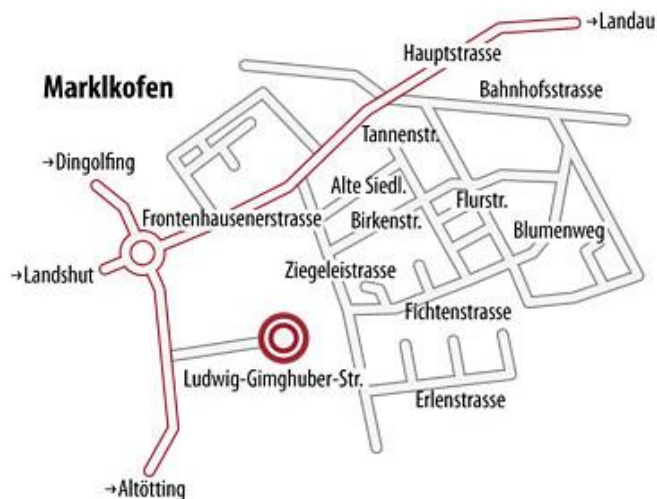 →Landau
Hauptstrasse
Marklkofen
Bahnhofsstrasse
Tannenstr.
→Dingolfing
Alte Siedl.
Flurstr.
Frontenhausenerstrasse
Birkenstr.
Blumenweg
→Landshut
Ziegeleistrasse
Fichtenstrasse
Ludwig-Gimghuber-Str.
Erlenstrasse
→Altötting